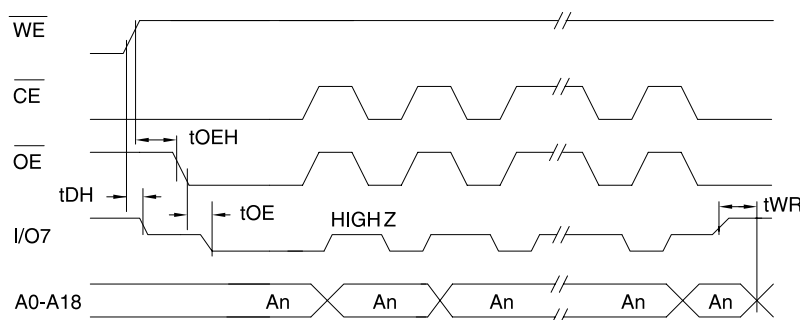 WE
CE
tOEH
OE
tDH
tOE
HIGH Z
tWR
I/O7
A0-A18 An An An An An